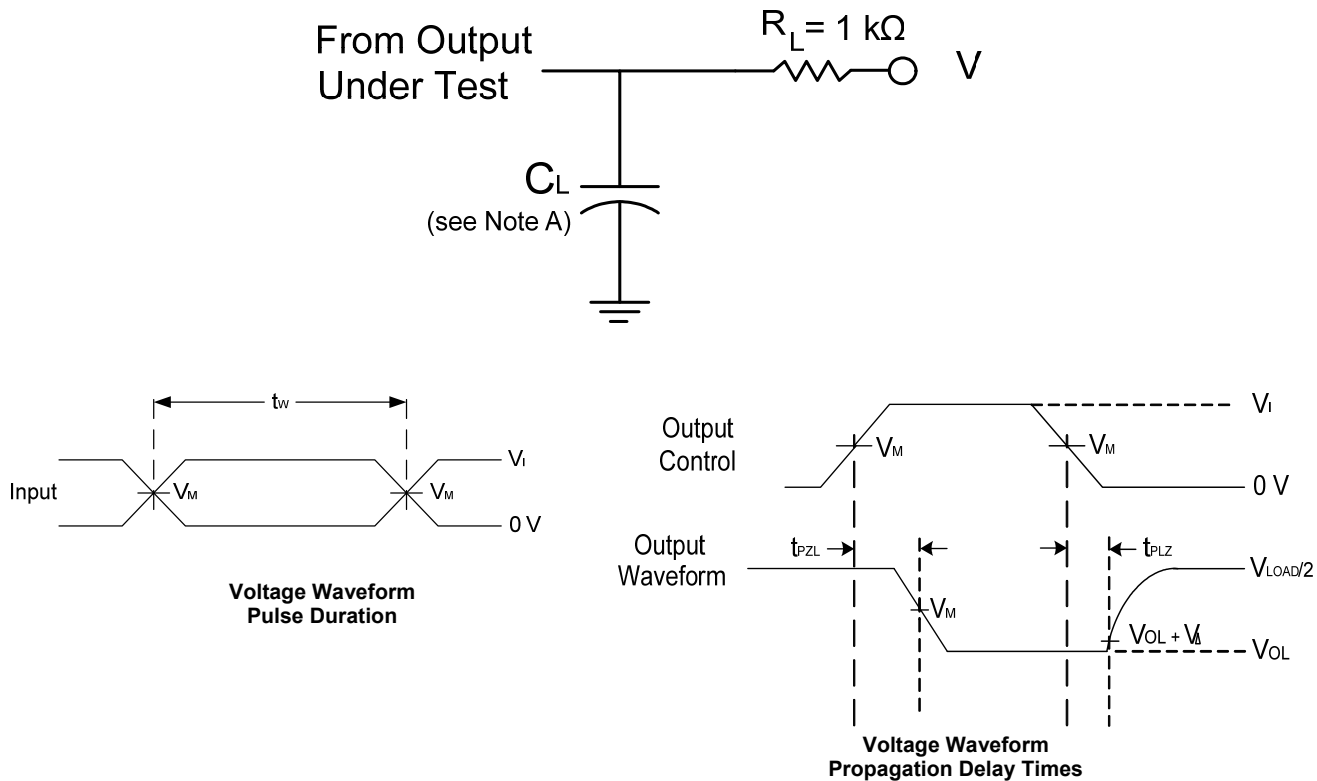 From Output
Under Test
R L = 1 kΩ
V
CL
(see Note A)
tw
Input
VM
VM
VI
0 V
Voltage Waveform
Pulse Duration
Output
Control
VM
VM
VI
0 V
Output
Waveform
tPZL
tPLZ
VM
VLOAD/2
VOL + VΔ
VOL
Voltage Waveform
Propagation Delay Times